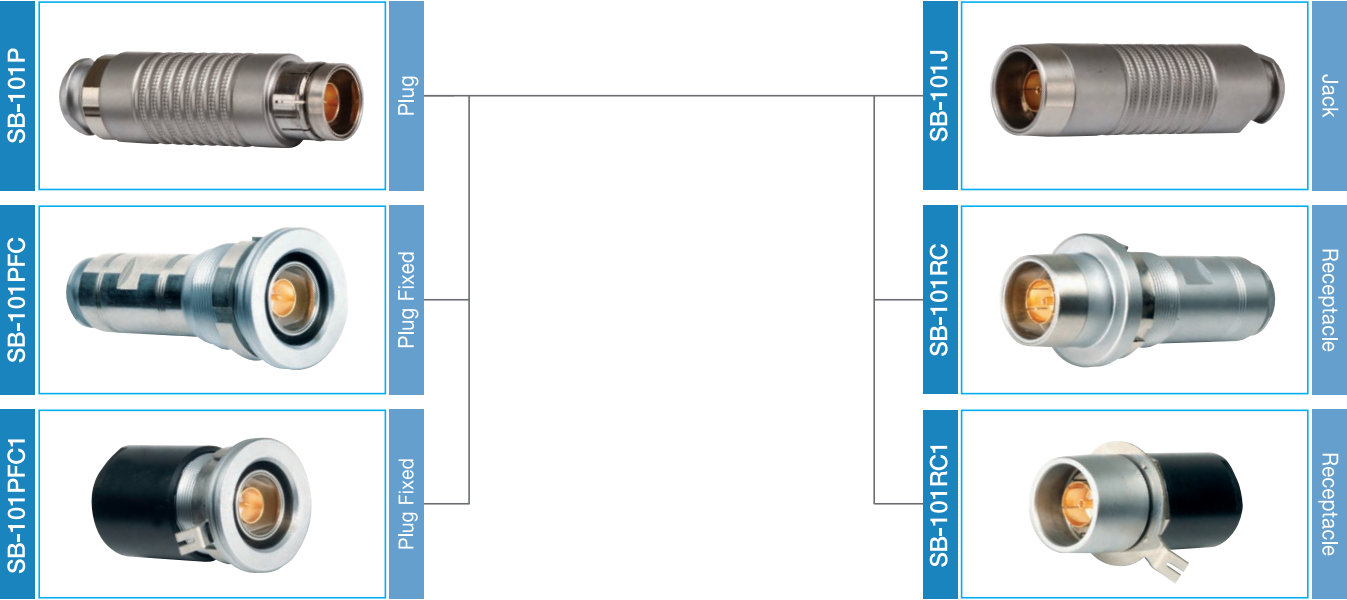 SB-101P
Plug
SB-101J
Jack
SB-101PFC
Plug Fixed
SB-101RC
Receptacle
SB-101PFC1
Plug Fixed
SB-101RC1
Receptacle